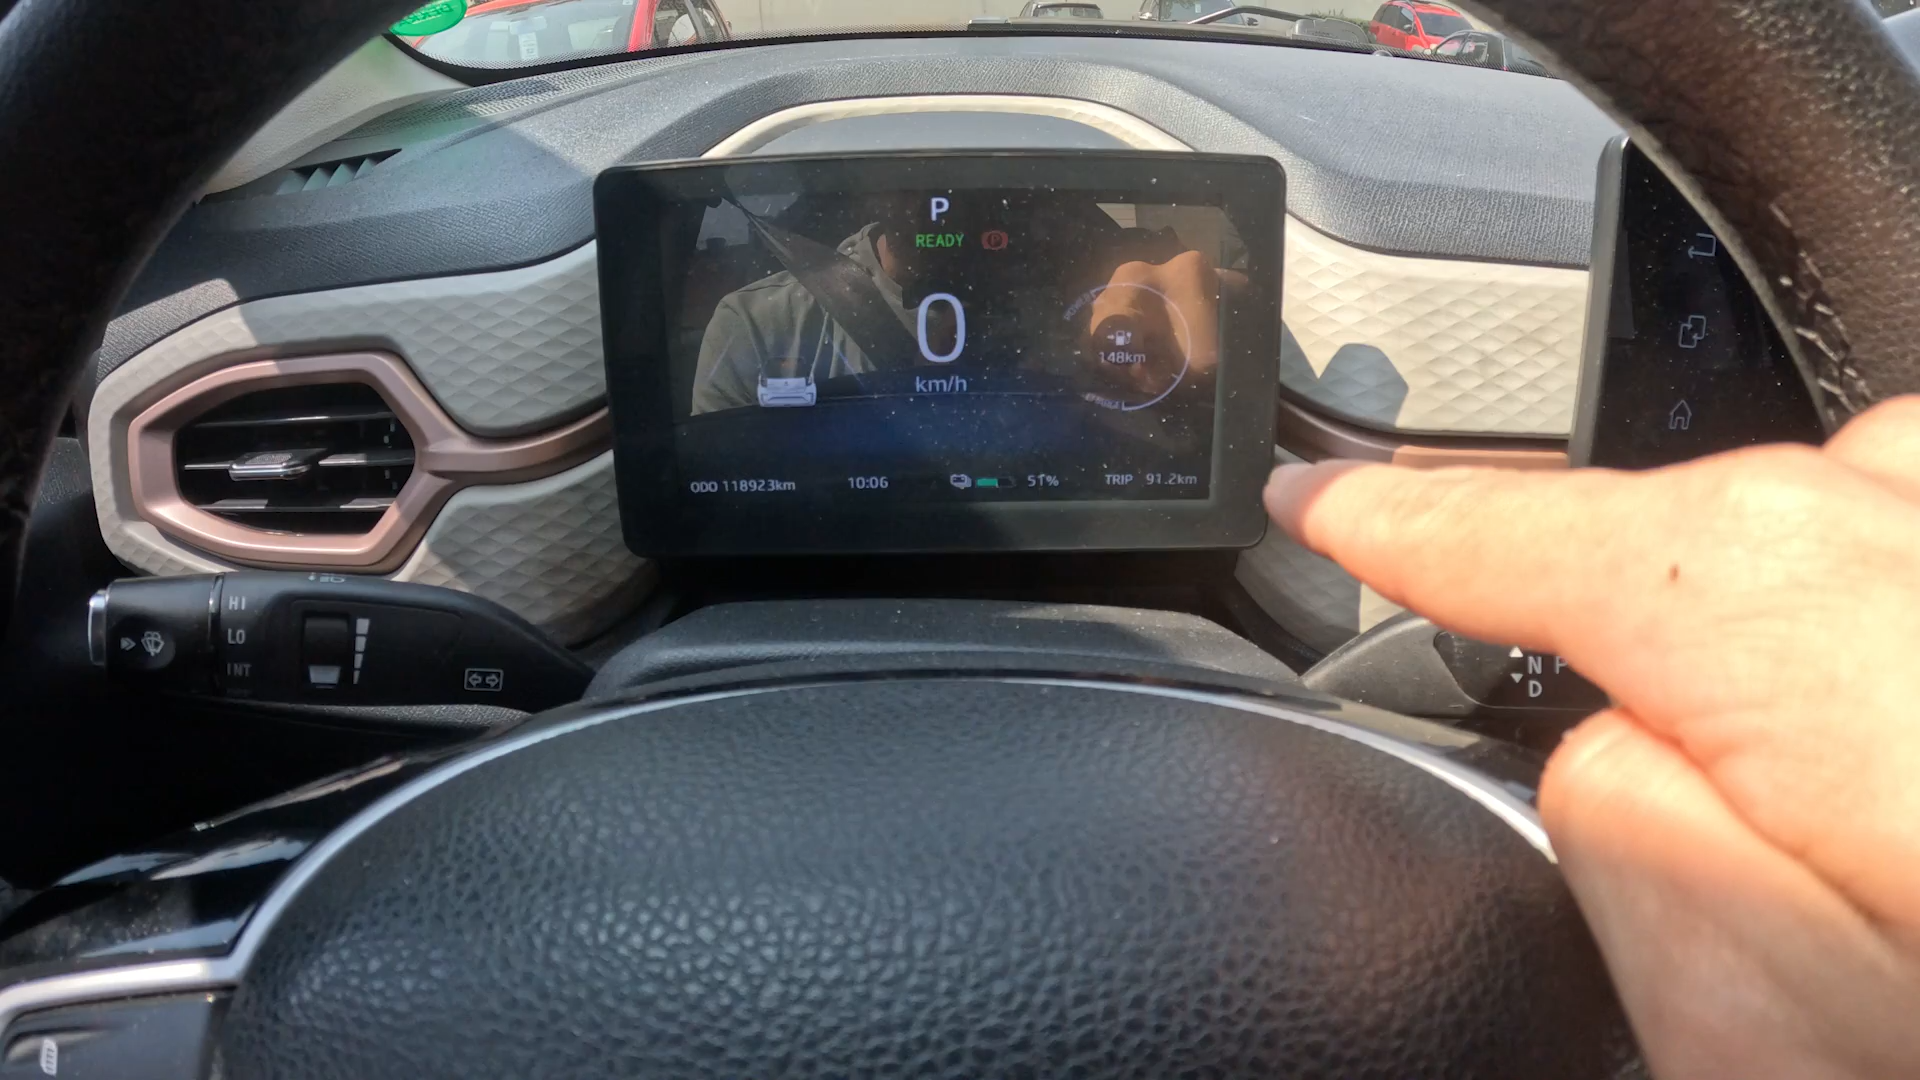 P
READY
0
km/h
148km
ODO 118923km
10:06
51%
TRIP 91.2km
HI
LO
INT
N P
D